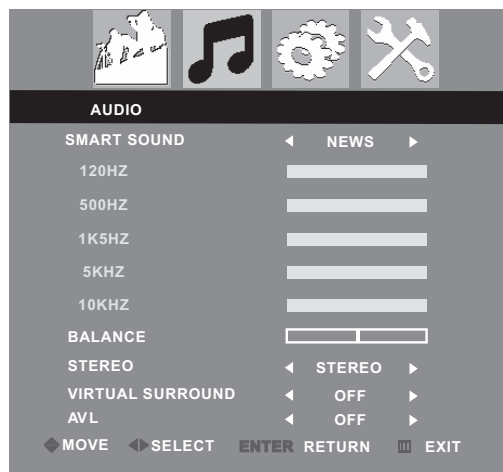 AUDIO
SMART SOUND NEWS
120HZ
500HZ
1K5HZ
5KHZ
10KHZ
BALANCE
STEREO STEREO
VIRTUAL SURROUND OFF
AVL OFF
MOVE SELECT ENTER RETURN EXIT